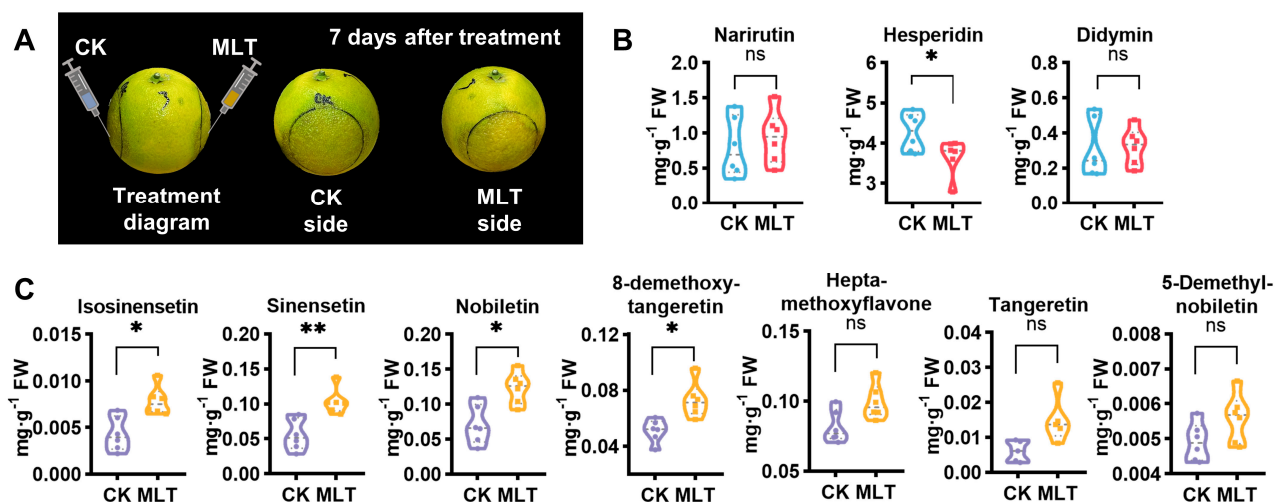 A
CK
MLT
7 days after treatment
CK
Treatment
diagram
CK
side
MLT
side
B
Narirutin
ns
mg·g⁻¹ FW
2.0
1.5
1.0
0.5
0.0
CK MLT
Hesperidin
*
mg·g⁻¹ FW
6
5
4
3
CK MLT
Didymin
ns
mg·g⁻¹ FW
0.8
0.6
0.4
0.2
0.0
CK MLT
C
Isosinensetin
*
mg·g⁻¹ FW
0.015
0.010
0.005
0.000
CK MLT
Sinensetin
**
mg·g⁻¹ FW
0.20
0.15
0.10
0.05
0.00
CK MLT
Nobiletin
*
mg·g⁻¹ FW
0.20
0.15
0.10
0.05
0.00
CK MLT
8-demethoxy-
tangeretin
*
mg·g⁻¹ FW
0.12
0.08
0.04
CK MLT
Hepta-
methoxyflavone
ns
mg·g⁻¹ FW
0.15
0.10
0.05
CK MLT
Tangeretin
ns
mg·g⁻¹ FW
0.04
0.03
0.02
0.01
0.00
CK MLT
5-Demethyl-
nobiletin
ns
mg·g⁻¹ FW
0.008
0.007
0.006
0.005
0.004
CK MLT